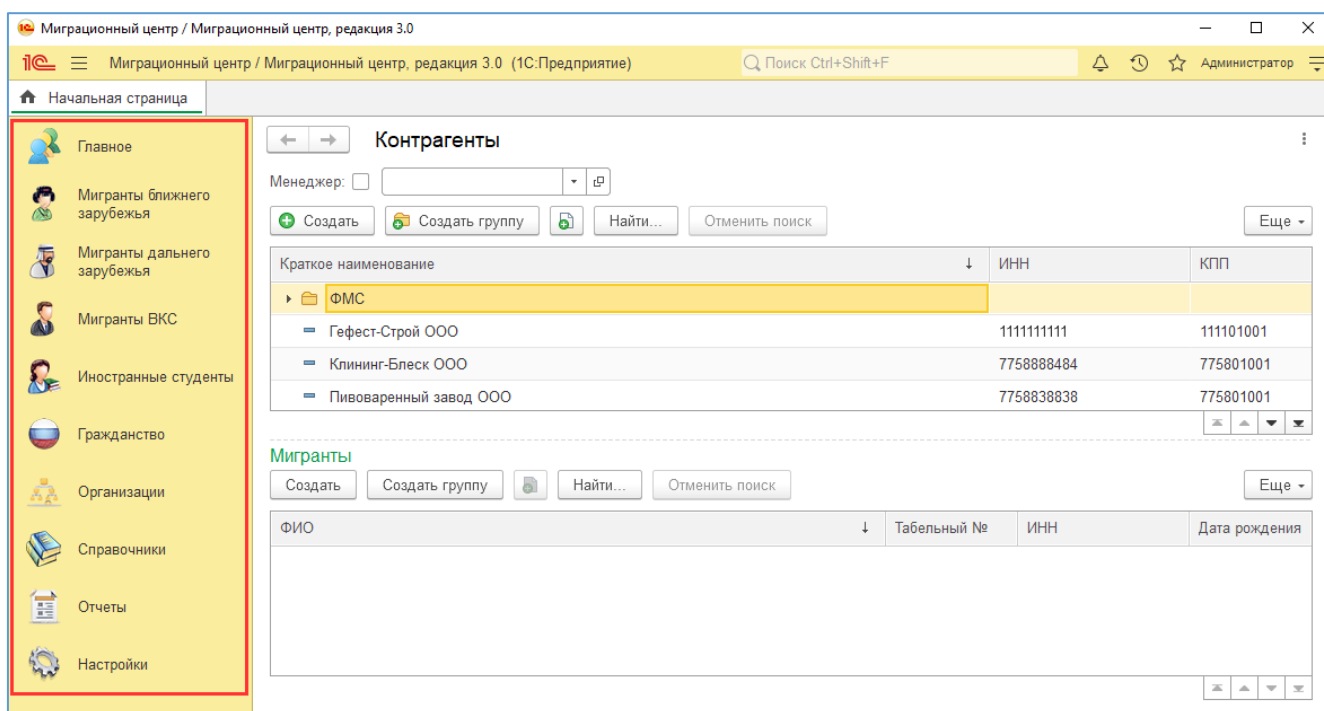 Миграционный центр / Миграционный центр, редакция 3.0
1С Миграционный центр / Миграционный центр, редакция 3.0 (1С:Предприятие) Поиск Ctrl+Shift+F Администратор
Начальная страница
Главное
Мигранты ближнего
зарубежья
Мигранты дальнего
зарубежья
Мигранты ВКС
Иностранные студенты
Гражданство
Организации
Справочники
Отчеты
Настройки
Контрагенты
Менеджер:
Создать Создать группу Найти... Отменить поиск Еще
Краткое наименование ↓ ИНН КПП
ФМС
Гефест-Строй ООО 1111111111 111101001
Клининг-Блеск ООО 7758888484 775801001
Пивоваренный завод ООО 7758838838 775801001
Мигранты
Создать Создать группу Найти... Отменить поиск Еще
ФИО ↓ Табельный № ИНН Дата рождения